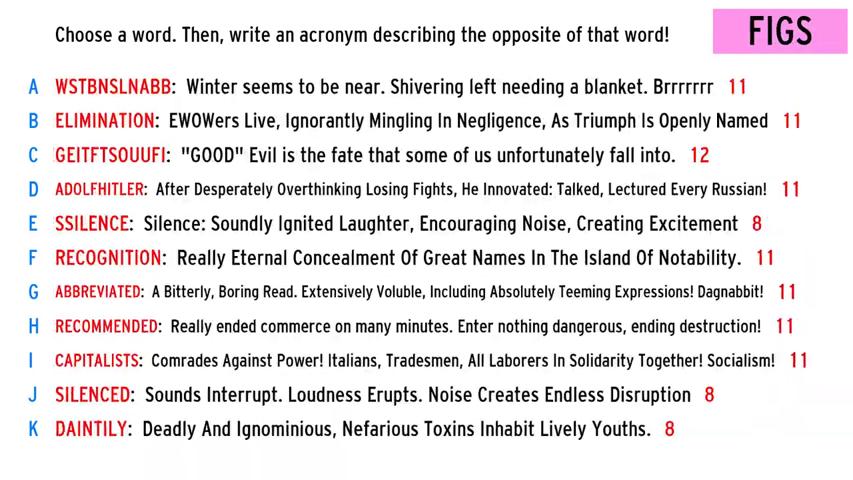 Choose a word. Then, write an acronym describing the opposite of that word!
FIGS
A WSTBNSLNABB: Winter seems to be near. Shivering left needing a blanket. Brrrrrrr 11
B ELIMINATION: EWOWers Live, Ignorantly Mingling In Negligence, As Triumph Is Openly Named 11
C GEITFTSOUUFI: "GOOD" Evil is the fate that some of us unfortunately fall into. 12
D ADOLFHITLER: After Desperately Overthinking Losing Fights, He Innovated: Talked, Lectured Every Russian! 11
E SSILENCE: Silence: Soundly Ignited Laughter, Encouraging Noise, Creating Excitement 8
F RECOGNITION: Really Eternal Concealment Of Great Names In The Island Of Notability. 11
G ABBREVIATED: A Bitterly, Boring Read. Extensively Voluble, Including Absolutely Teeming Expressions! Dagnabbit! 11
H RECOMMENDED: Really ended commerce on many minutes. Enter nothing dangerous, ending destruction! 11
I CAPITALISTS: Comrades Against Power! Italians, Tradesmen, All Laborers In Solidarity Together! Socialism! 11
J SILENCED: Sounds Interrupt. Loudness Erupts. Noise Creates Endless Disruption 8
K DAINTILY: Deadly And Ignominious, Nefarious Toxins Inhabit Lively Youths. 8